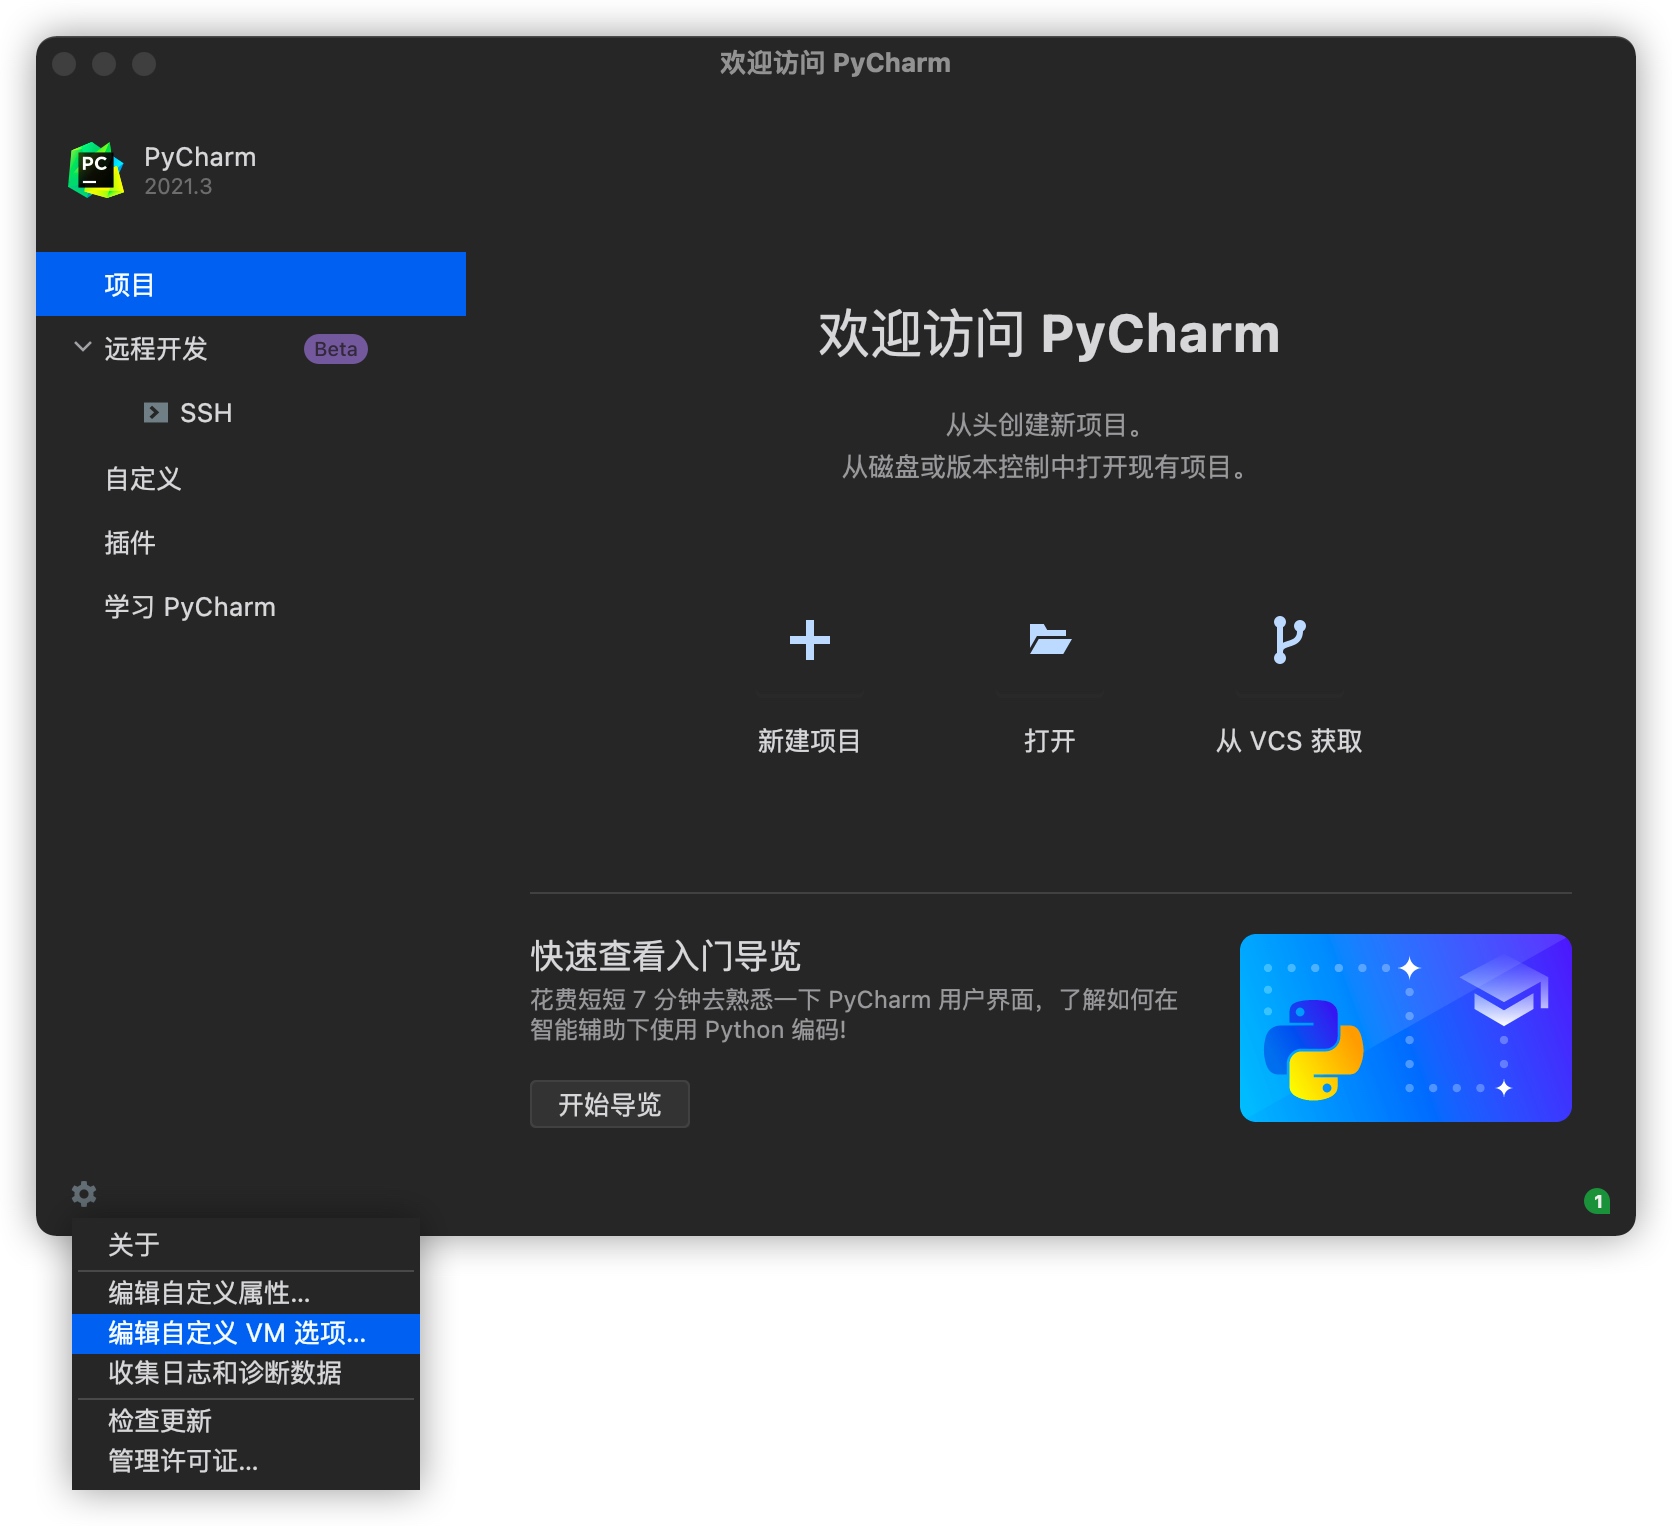 欢迎访问 PyCharm
PC
PyCharm
2021.3
项目
远程开发 Beta
SSH
自定义
插件
学习 PyCharm
欢迎访问 PyCharm
从头创建新项目。
从磁盘或版本控制中打开现有项目。
新建项目 打开 从 VCS 获取
快速查看入门导览
花费短短 7 分钟去熟悉一下 PyCharm 用户界面，了解如何在
智能辅助下使用 Python 编码!
开始导览
1
关于
编辑自定义属性...
编辑自定义 VM 选项...
收集日志和诊断数据
检查更新
管理许可证...